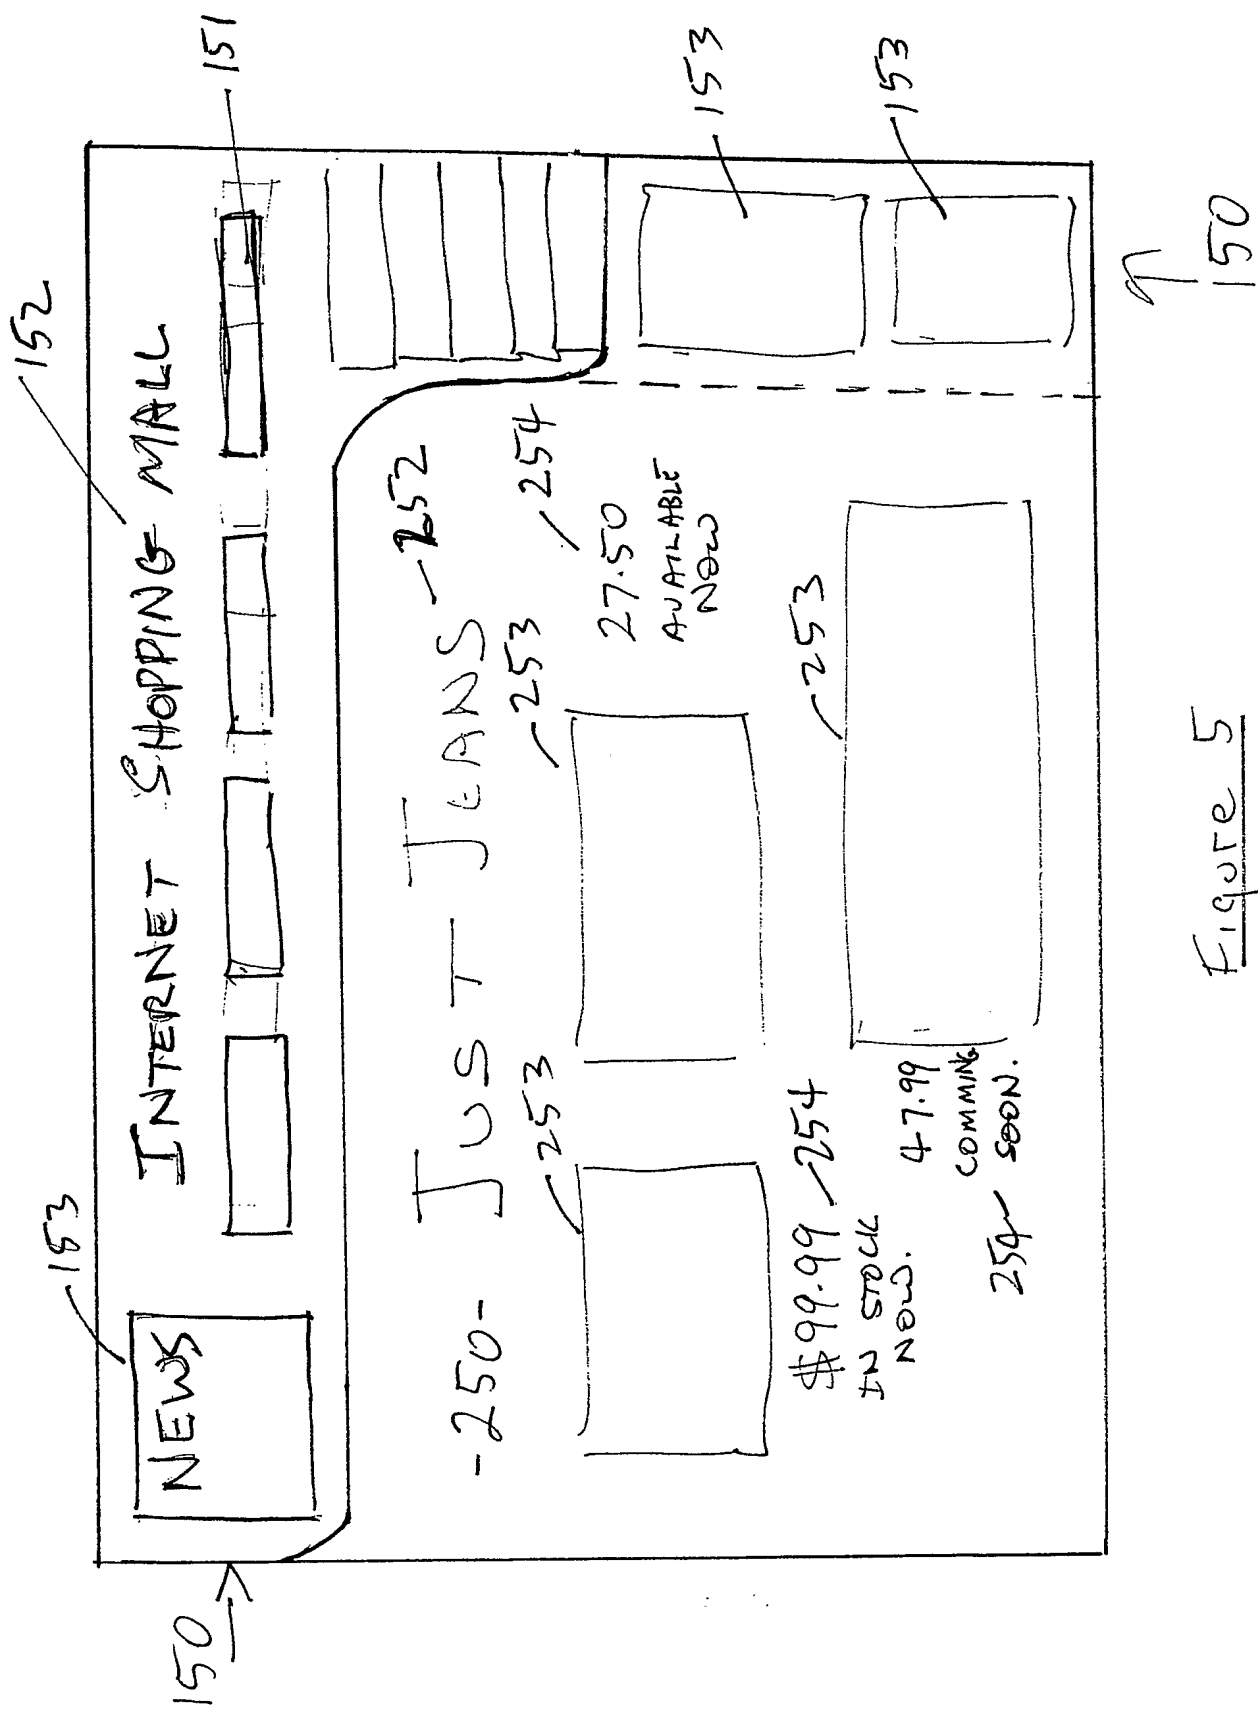 153
152
151
NEWS
INTERNET SHOPPING MALL
150
-250-
JUST JEANS
252
253
253
254
27.50
AVAILABLE
NOW
153
153
$99.99
254
IN STOCK
NOW.
253
47.99
COMMING
SOON.
254
150
Figure 5